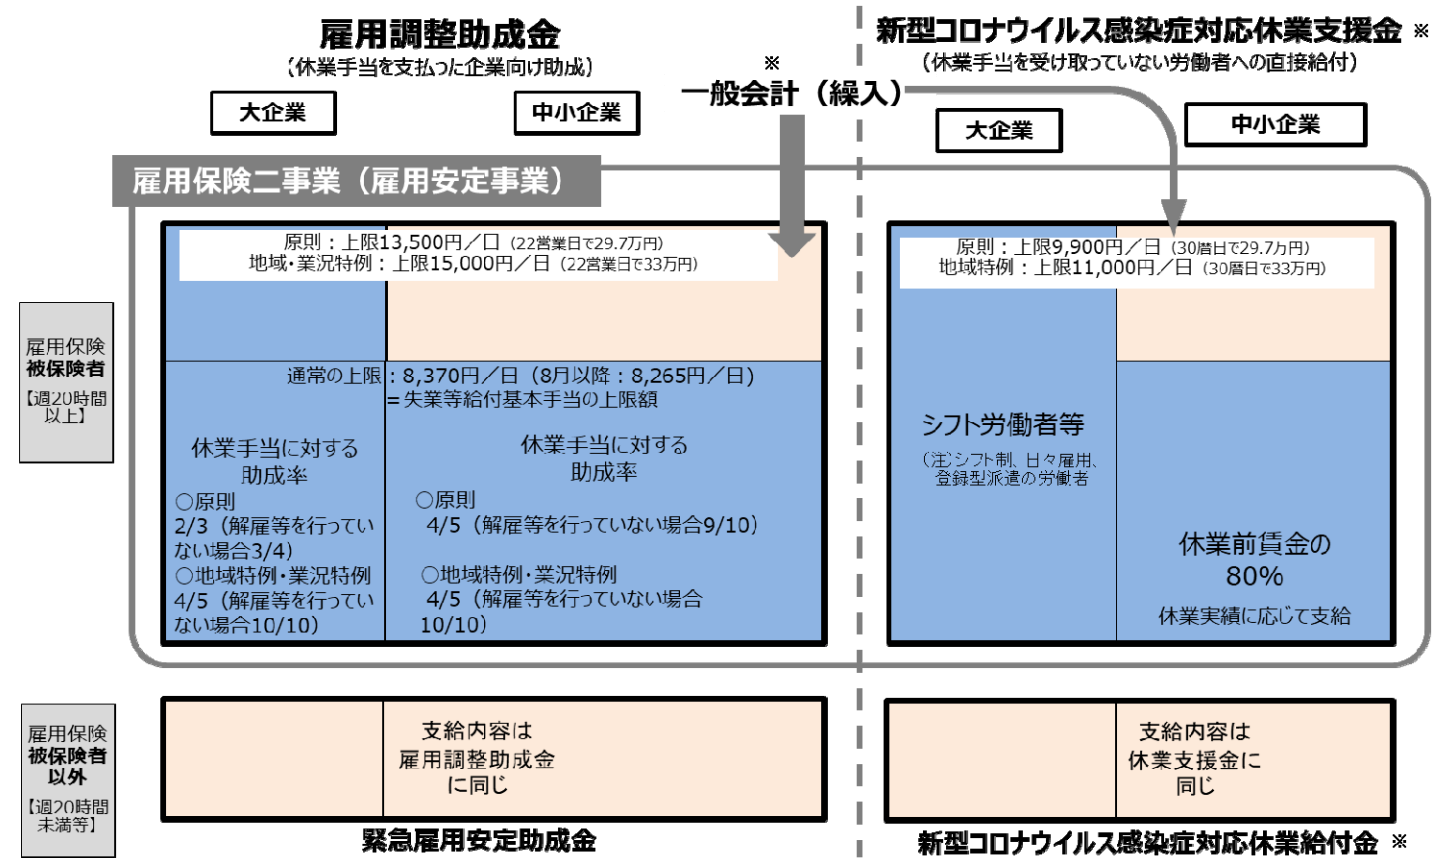 雇用調整助成金
（休業手当を支払った企業向け助成）
大企業
中小企業
※
一般会計（繰入）
新型コロナウイルス感染症対応休業支援金 ※
（休業手当を受け取っていない労働者への直接給付）
大企業
中小企業
雇用保険二事業（雇用安定事業）
原則：上限13,500円／日（22営業日で29.7万円）
地域・業況特例：上限15,000円／日（22営業日で33万円）
原則：上限9,900円／日（30暦日で29.7万円）
地域特例：上限11,000円／日（30暦日で33万円）
雇用保険
被保険者
【週20時間
以上】
通常の上限：8,370円／日（8月以降：8,265円／日）
＝失業等給付基本手当の上限額
休業手当に対する
助成率
○原則
2/3（解雇等を行ってい
ない場合3/4）
○地域特例・業況特例
4/5（解雇等を行ってい
ない場合10/10）
休業手当に対する
助成率
○原則
4/5（解雇等を行っていない場合9/10）
○地域特例・業況特例
4/5（解雇等を行っていない場合
10/10）
シフト労働者等
（注）シフト制、日々雇用、
登録型派遣の労働者
休業前賃金の
80%
休業実績に応じて支給
雇用保険
被保険者
以外
【週20時間
未満等】
支給内容は
雇用調整助成金
に同じ
緊急雇用安定助成金
支給内容は
休業支援金に
同じ
新型コロナウイルス感染症対応休業給付金 ※